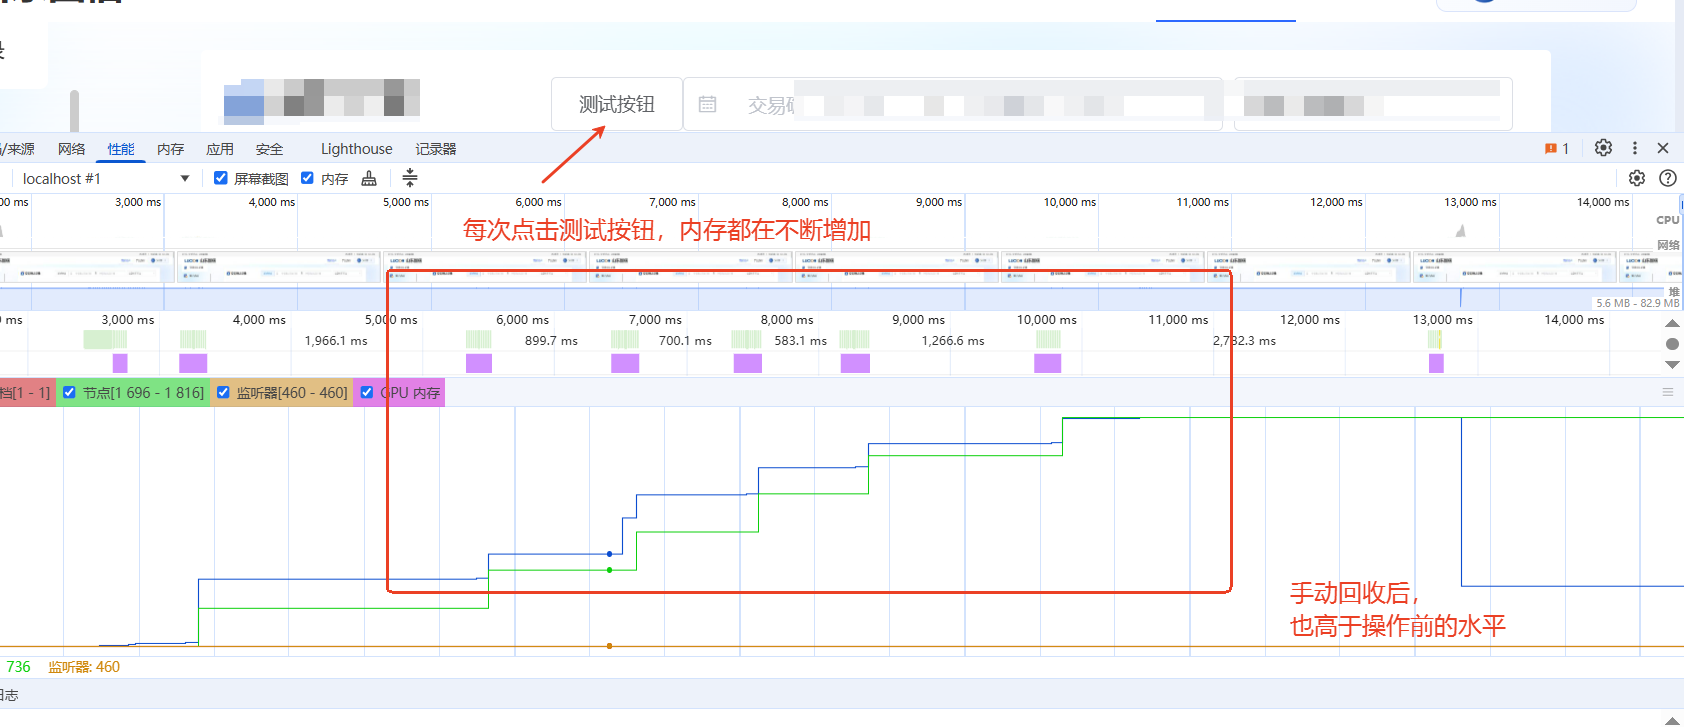 录
测试按钮
交易
/来源 网络 性能 内存 应用 安全 Lighthouse 记录器 1
localhost #1 屏幕截图 内存
00 ms 3,000 ms 4,000 ms 5,000 ms 6,000 ms 7,000 ms 8,000 ms 9,000 ms 10,000 ms 11,000 ms 12,000 ms 13,000 ms 14,000 ms
CPU
每次点击测试按钮，内存都在不断增加
网络
堆
5.6 MB - 82.9 MB
ms 3,000 ms 4,000 ms 5,000 ms 6,000 ms 7,000 ms 8,000 ms 9,000 ms 10,000 ms 11,000 ms 12,000 ms 13,000 ms 14,000 ms
1,966.1 ms 899.7 ms 700.1 ms 583.1 ms 1,266.6 ms 2,782.3 ms
档[1 - 1] 节点[1 696 - 1 816] 监听器[460 - 460] GPU 内存
手动回收后，
也高于操作前的水平
736 监听器: 460
日志